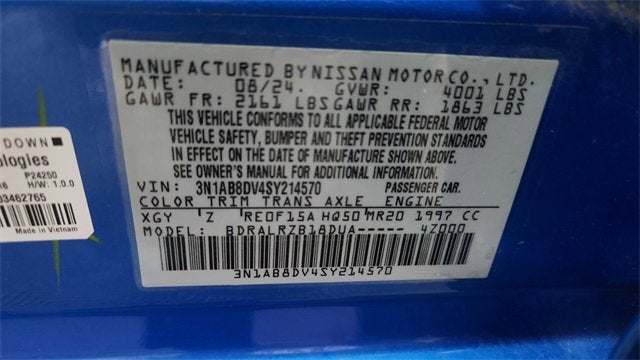 MANUFACTURED BY NISSAN MOTOR CO., LTD.
DATE: 08/24. GVWR: 4001 LBS
GAWR FR: 2161 LBS GAWR RR: 1863 LBS
THIS VEHICLE CONFORMS TO ALL APPLICABLE FEDERAL MOTOR
VEHICLE SAFETY, BUMPER AND THEFT PREVENTION STANDARDS
IN EFFECT ON THE DATE OF MANUFACTURE SHOWN ABOVE.
SEE OWNER'S MANUAL FOR ADDITIONAL INFORMATION.
VIN: 3N1AB8DV4SY214570 PASSENGER CAR.
COLOR TRIM TRANS AXLE ENGINE
XGY Z RE0F15A HQ50 MR20 1997 CC
MODEL: BDRALRZB18DUA----- 4Z000
3N1AB8DV4SY214570
DOWN
ologies
P24250
H/W: 1.0.0
03462765
Made in Vietnam